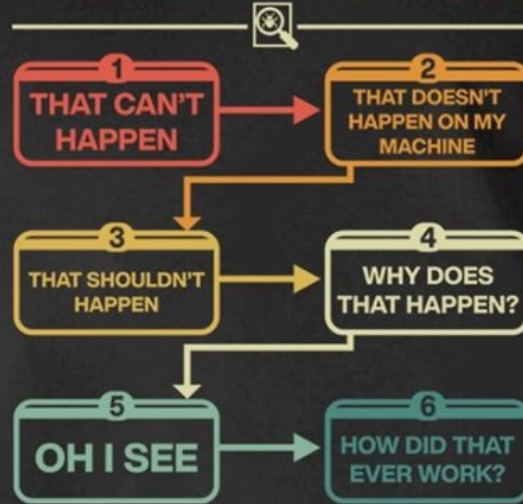 1
THAT CAN'T
HAPPEN
2
THAT DOESN'T
HAPPEN ON MY
MACHINE
3
THAT SHOULDN'T
HAPPEN
4
WHY DOES
THAT HAPPEN?
5
OH I SEE
6
HOW DID THAT
EVER WORK?